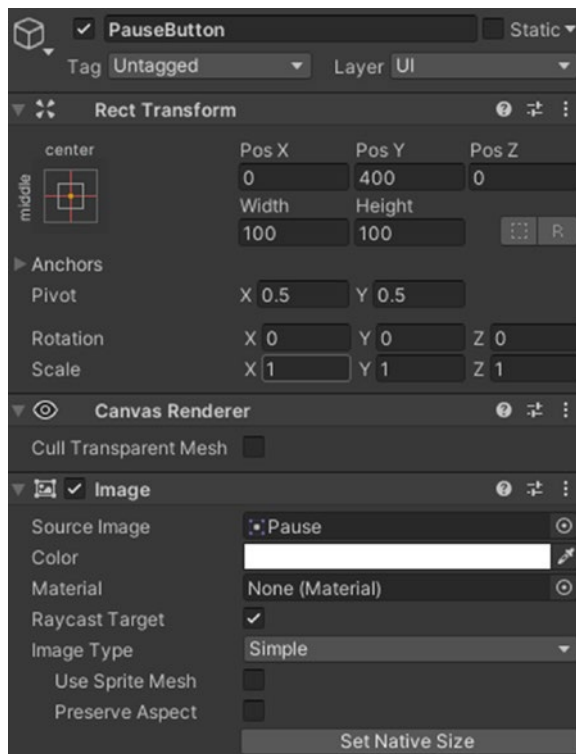 PauseButton Static
Tag Untagged Layer UI
Rect Transform
center
middle
Pos X Pos Y Pos Z
0 400 0
Width Height
100 100
R
Anchors
Pivot X 0.5 Y 0.5
Rotation X 0 Y 0 Z 0
Scale X 1 Y 1 Z 1
Canvas Renderer
Cull Transparent Mesh
Image
Source Image Pause
Color
Material None (Material)
Raycast Target
Image Type Simple
Use Sprite Mesh
Preserve Aspect
Set Native Size